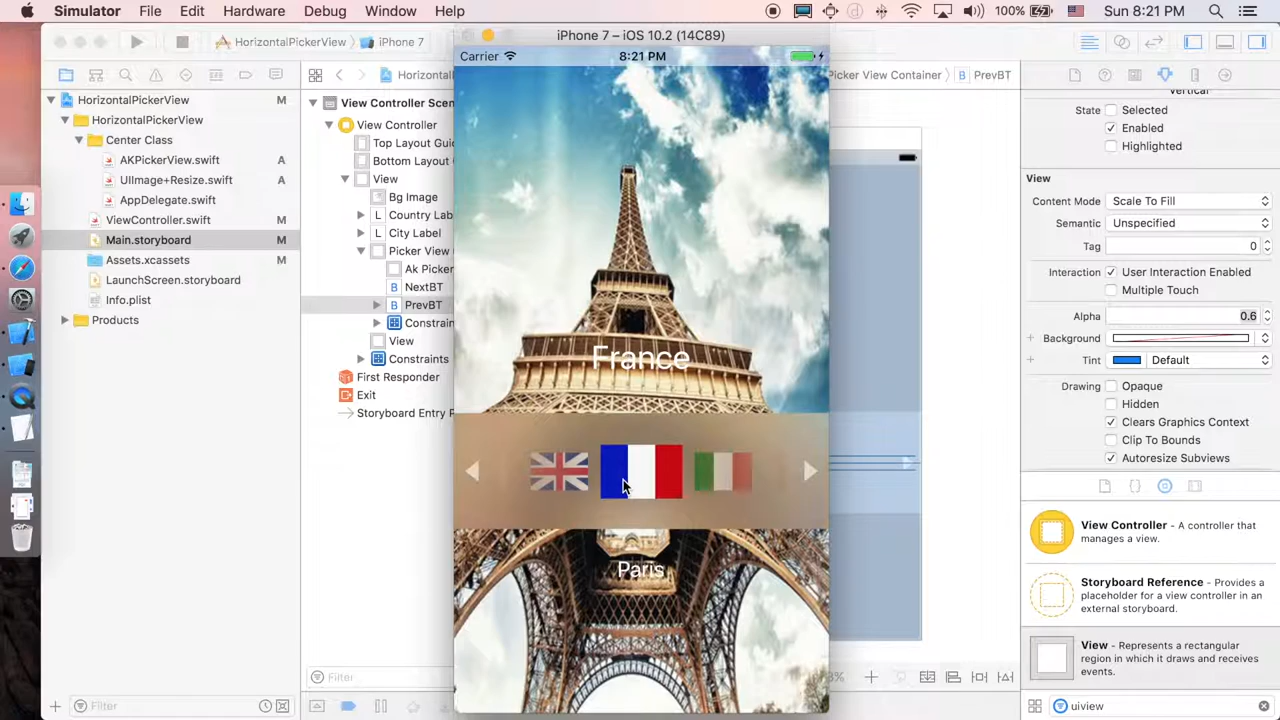 Simulator File Edit Hardware Debug Window Help 100% Sun 8:21 PM
iPhone 7 – iOS 10.2 (14C89)
HorizontalPickerView iPhone 7
Carrier 8:21 PM
Horizontal
Picker View Container PrevBT
Vertical
HorizontalPickerView M
HorizontalPickerView
Center Class
AKPickerView.swift A
UIImage+Resize.swift A
AppDelegate.swift
ViewController.swift M
Main.storyboard M
Assets.xcassets M
LaunchScreen.storyboard
Info.plist
Products
View Controller Scen
View Controller
Top Layout Guid
Bottom Layout
View
Bg Image
L Country Lab
L City Label
Picker View
Ak Picker
B NextBT
B PrevBT
Constrain
View
Constraints
First Responder
Exit
Storyboard Entry P
France
Paris
State Selected
Enabled
Highlighted
View
Content Mode Scale To Fill
Semantic Unspecified
Tag 0
Interaction User Interaction Enabled
Multiple Touch
Alpha 0.6
Background
Tint Default
Drawing Opaque
Hidden
Clears Graphics Context
Clip To Bounds
Autoresize Subviews
View Controller - A controller that
manages a view.
Storyboard Reference - Provides a
placeholder for a view controller in an
external storyboard.
View - Represents a rectangular
region in which it draws and receives
events.
Filter
Filter
uiview